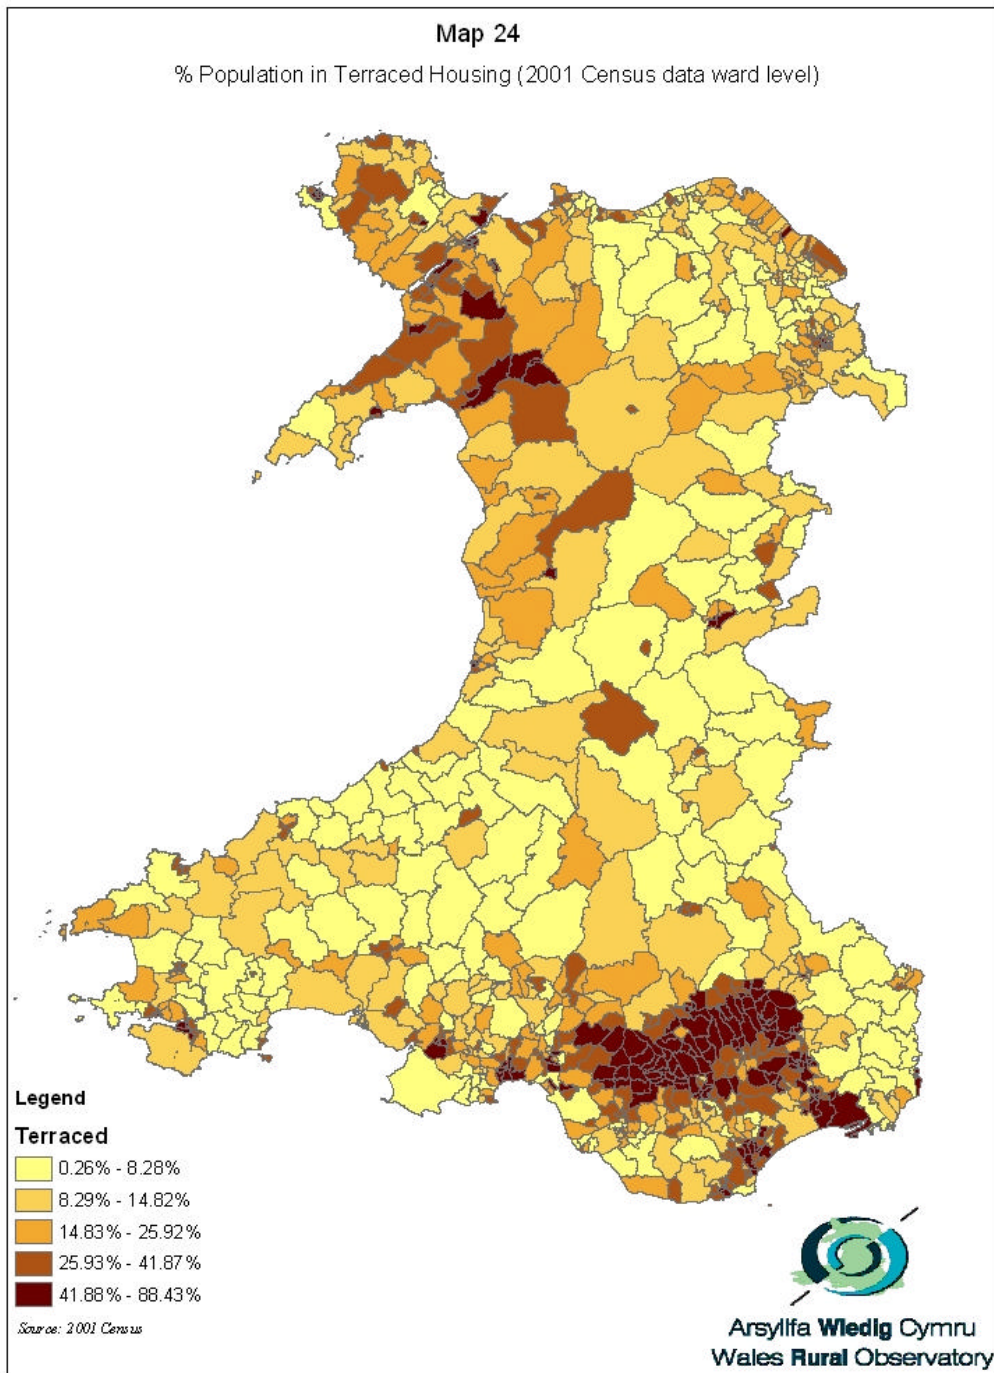 Map 24
% Population in Terraced Housing (2001 Census data ward level)
Legend
Terraced
0.26% - 8.28%
8.29% - 14.82%
14.83% - 25.92%
25.93% - 41.87%
41.88% - 88.43%
Source: 2001 Census
Arsyllfa Wledig Cymru
Wales Rural Observatory